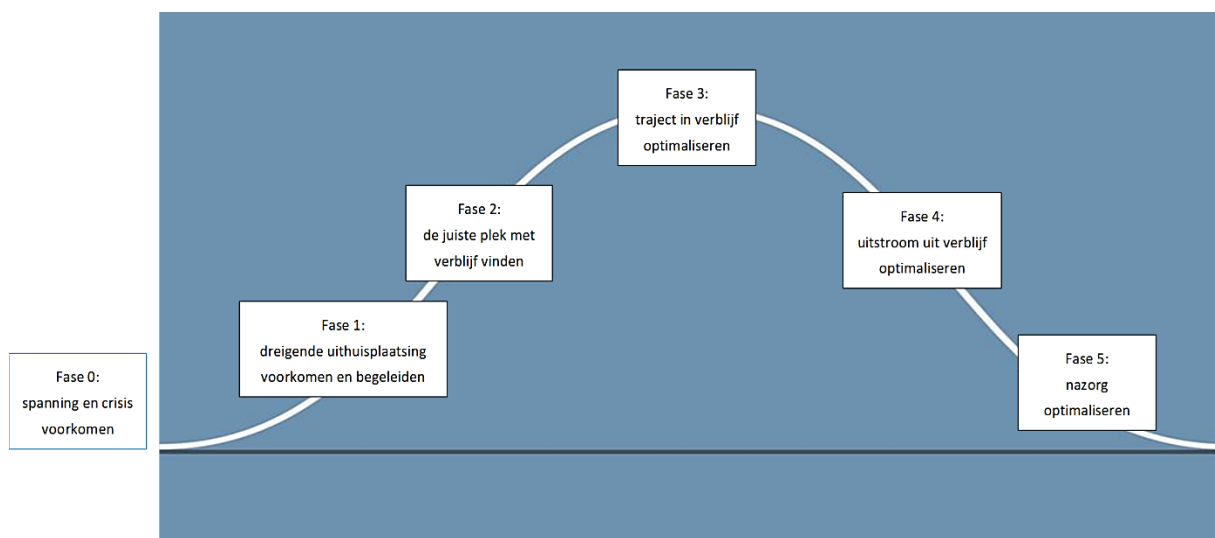 Fase 0:
spanning en crisis
voorkomen
Fase 1:
dreigende uithuisplaatsing
voorkomen en begeleiden
Fase 2:
de juiste plek met
verblijf vinden
Fase 3:
traject in verblijf
optimaliseren
Fase 4:
uitstroom uit verblijf
optimaliseren
Fase 5:
nazorg
optimaliseren